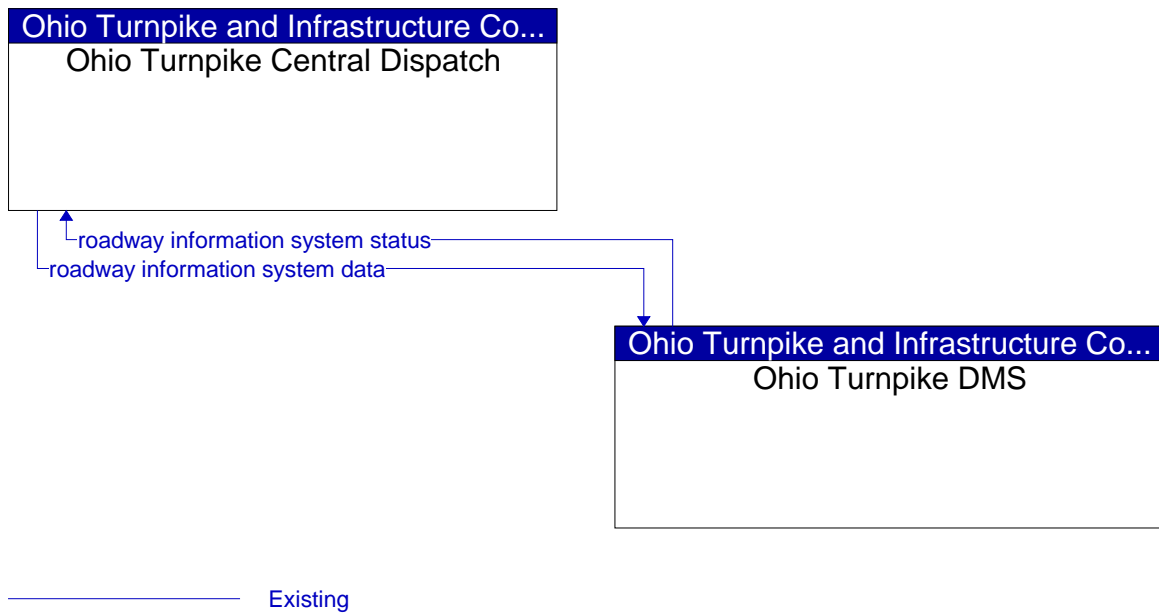 Ohio Turnpike and Infrastructure Co...
Ohio Turnpike Central Dispatch
roadway information system status
roadway information system data
Ohio Turnpike and Infrastructure Co...
Ohio Turnpike DMS
Existing